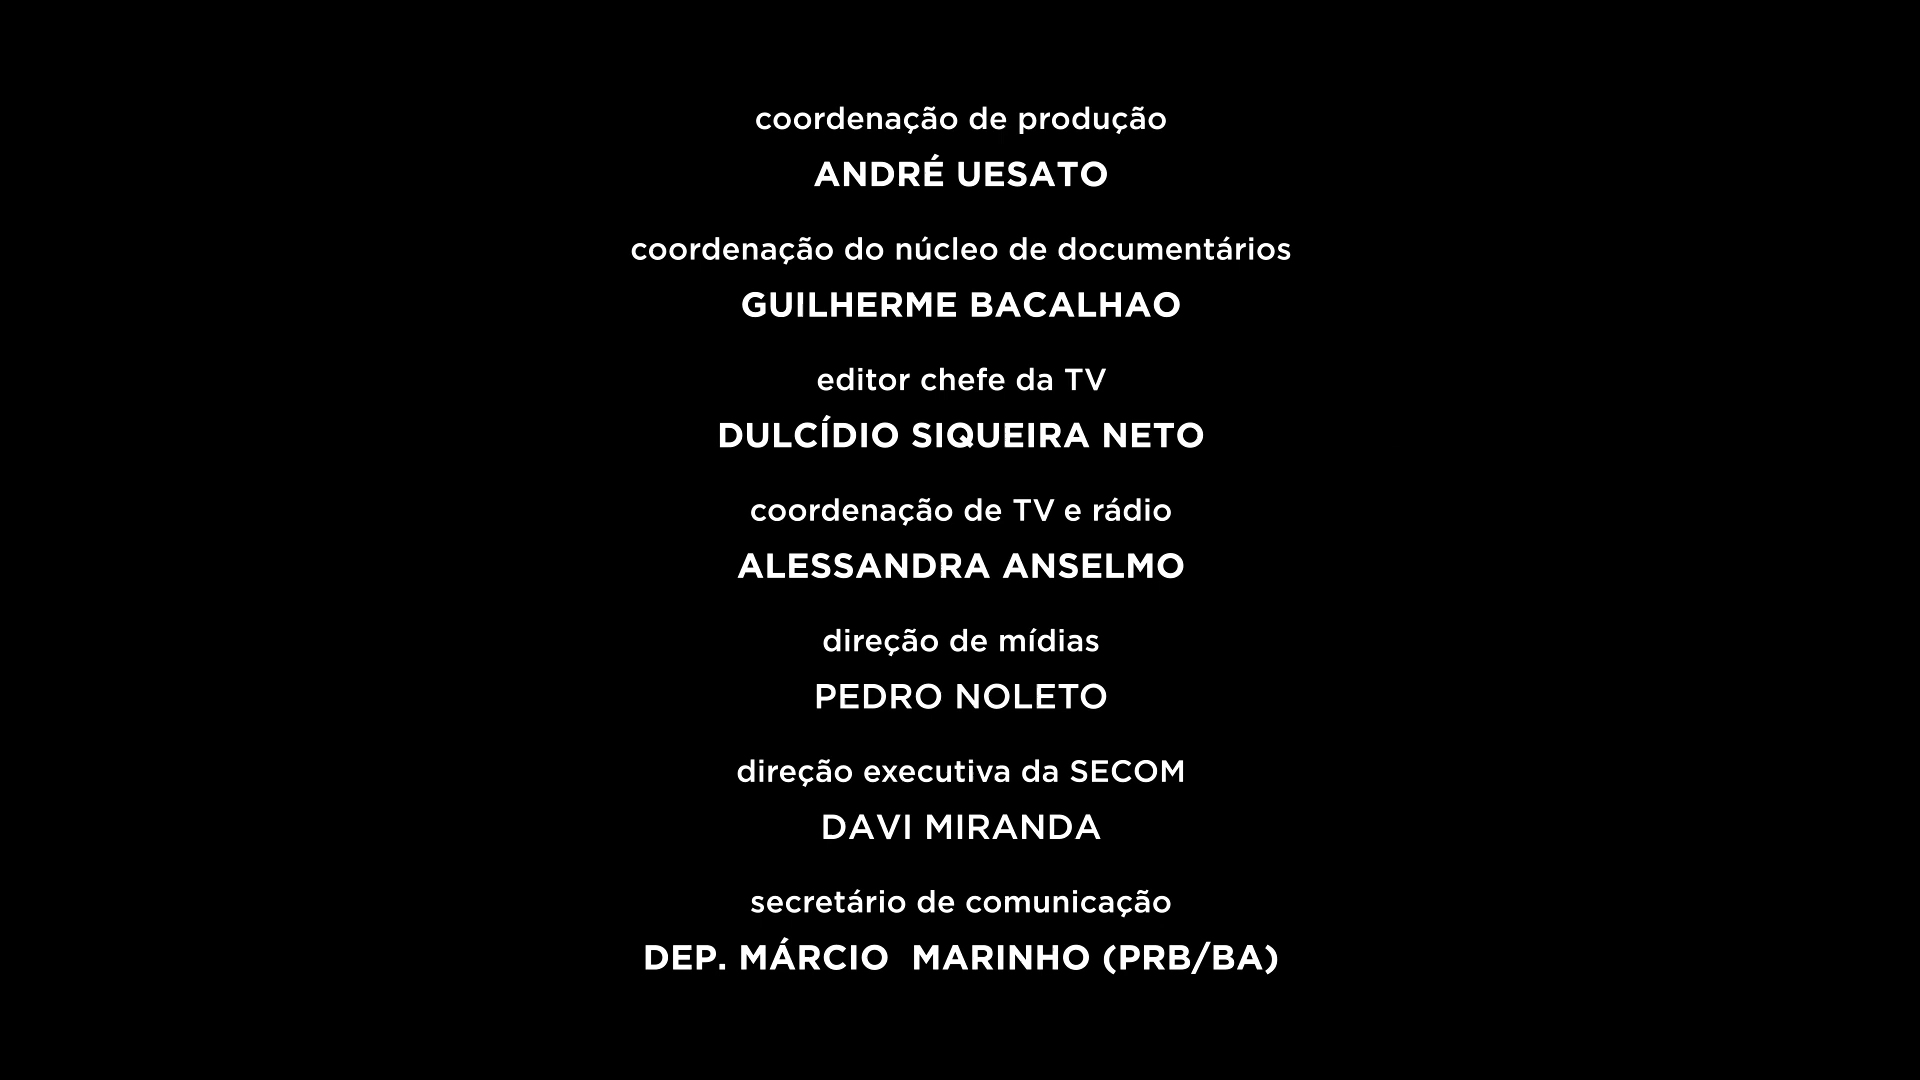 coordenação de produção
ANDRÉ UESATO
coordenação do núcleo de documentários
GUILHERME BACALHAO
editor chefe da TV
DULCÍDIO SIQUEIRA NETO
coordenação de TV e rádio
ALESSANDRA ANSELMO
direção de mídias
PEDRO NOLETO
direção executiva da SECOM
DAVI MIRANDA
secretário de comunicação
DEP. MÁRCIO  MARINHO (PRB/BA)